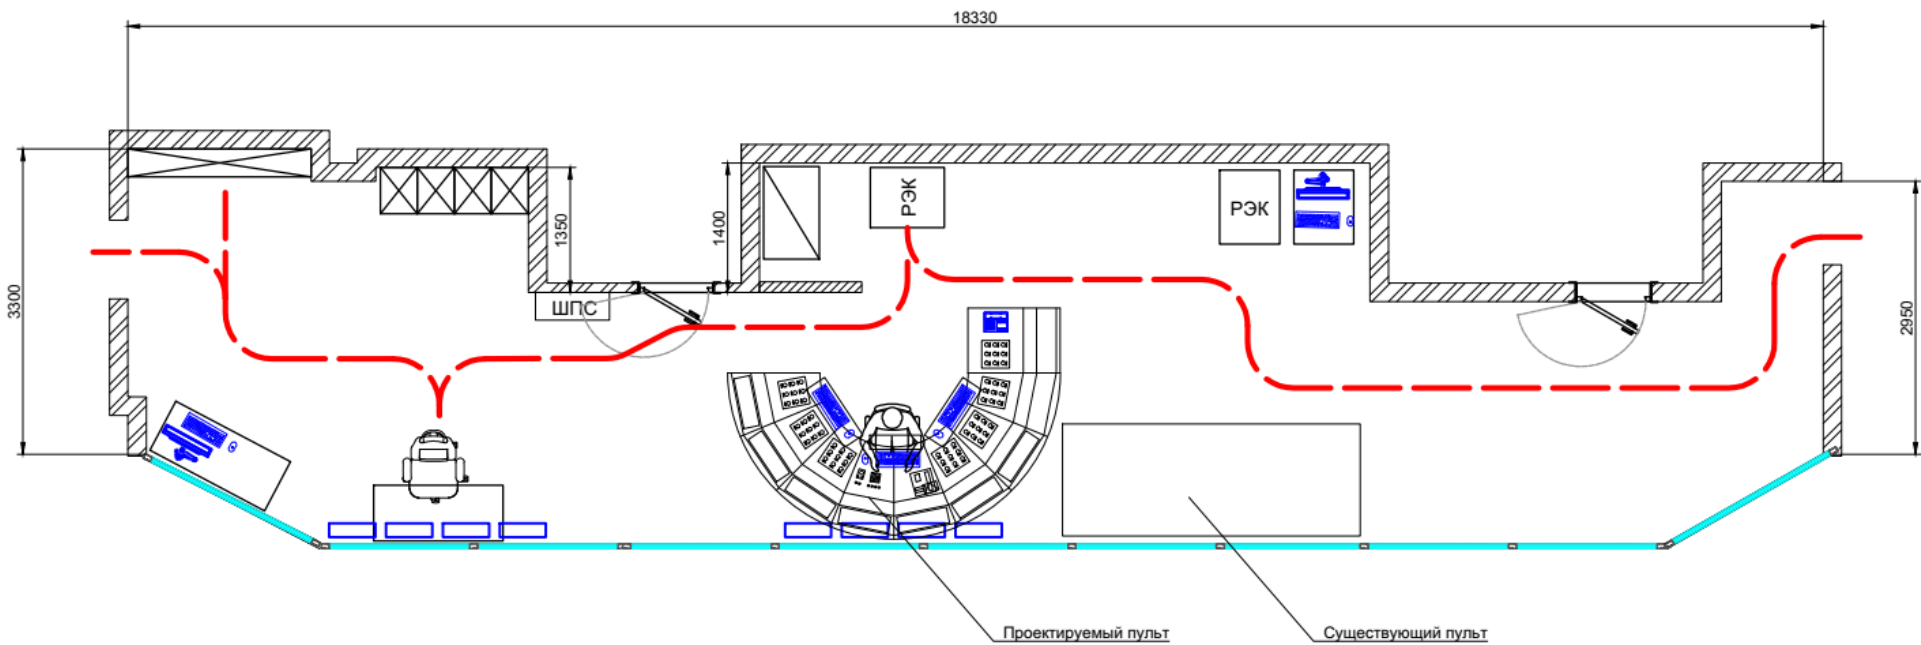 18330
3300
1350
1400
РЭК
РЭК
ШПС
2950
Проектируемый пульт
Существующий пульт